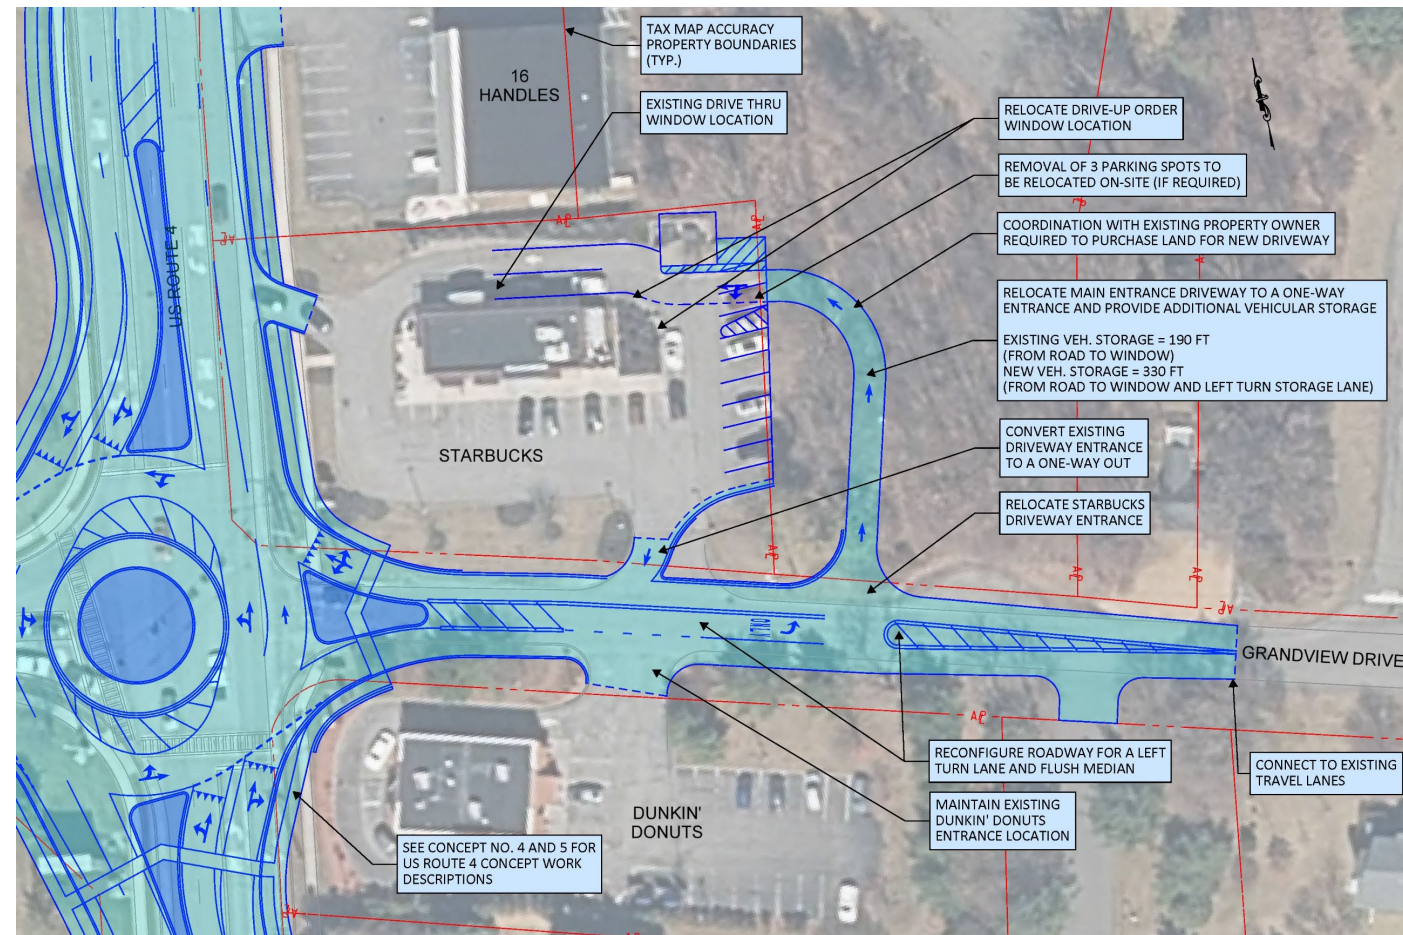 TAX MAP ACCURACY
PROPERTY BOUNDARIES
(TYP.)
16
HANDLES
EXISTING DRIVE THRU
WINDOW LOCATION
RELOCATE DRIVE-UP ORDER
WINDOW LOCATION
REMOVAL OF 3 PARKING SPOTS TO
BE RELOCATED ON-SITE (IF REQUIRED)
COORDINATION WITH EXISTING PROPERTY OWNER
REQUIRED TO PURCHASE LAND FOR NEW DRIVEWAY
US ROUTE 4
RELOCATE MAIN ENTRANCE DRIVEWAY TO A ONE-WAY
ENTRANCE AND PROVIDE ADDITIONAL VEHICULAR STORAGE
EXISTING VEH. STORAGE = 190 FT
(FROM ROAD TO WINDOW)
NEW VEH. STORAGE = 330 FT
(FROM ROAD TO WINDOW AND LEFT TURN STORAGE LANE)
CONVERT EXISTING
DRIVEWAY ENTRANCE
TO A ONE-WAY OUT
STARBUCKS
RELOCATE STARBUCKS
DRIVEWAY ENTRANCE
ONLY
GRANDVIEW DRIVE
RECONFIGURE ROADWAY FOR A LEFT
TURN LANE AND FLUSH MEDIAN
CONNECT TO EXISTING
TRAVEL LANES
MAINTAIN EXISTING
DUNKIN' DONUTS
ENTRANCE LOCATION
DUNKIN'
DONUTS
SEE CONCEPT NO. 4 AND 5 FOR
US ROUTE 4 CONCEPT WORK
DESCRIPTIONS